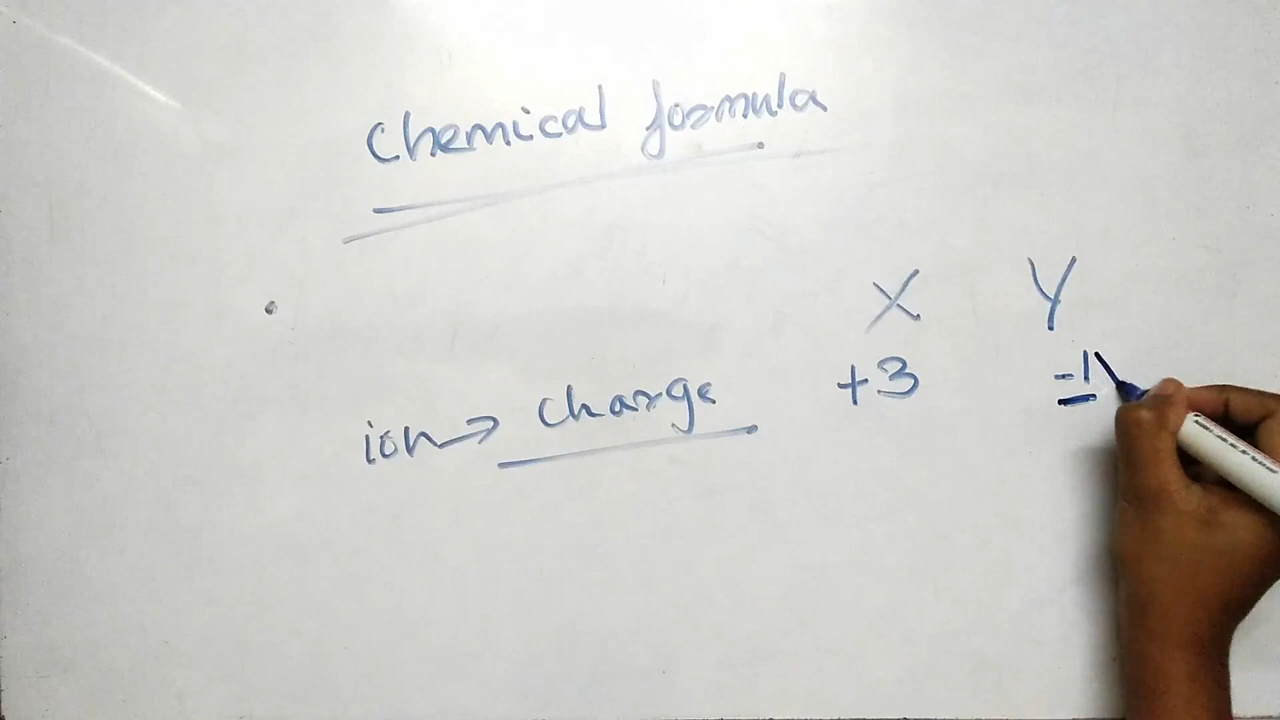 Chemical formula
X Y
ion→ Charge +3 -1